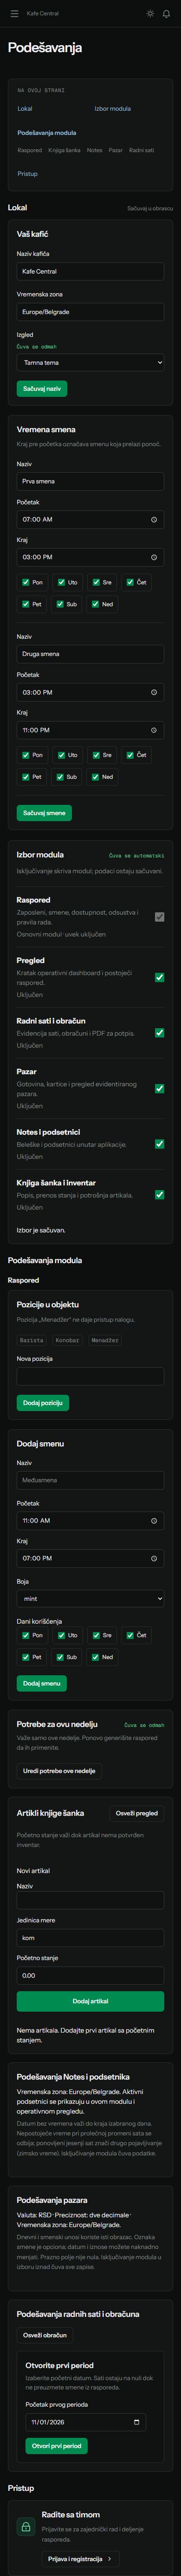 Kafe Central
Podešavanja
NA OVOJ STRANI
Lokal
Izbor modula
Podešavanja modula
Raspored Knjiga šanka Notes Pazar Radni sati
Pristup
Lokal
Sačuvaj u obrascu
Vaš kafić
Naziv kafića
Kafe Central
Vremenska zona
Europe/Belgrade
Izgled
Čuva se odmah
Tamna tema
Sačuvaj naziv
Vremena smena
Kraj pre početka označava smenu koja prelazi ponoć.
Naziv
Prva smena
Početak
07:00 AM
Kraj
03:00 PM
Pon Uto Sre Čet
Pet Sub Ned
Naziv
Druga smena
Početak
03:00 PM
Kraj
11:00 PM
Pon Uto Sre Čet
Pet Sub Ned
Sačuvaj smene
Izbor modula
Čuva se automatski
Isključivanje skriva modul; podaci ostaju sačuvani.
Raspored
Zaposleni, smene, dostupnost, odsustva i
pravila rada.
Osnovni modul · uvek uključen
Pregled
Kratak operativni dashboard i postojeći
raspored.
Uključen
Radni sati i obračun
Evidencija sati, obračuni i PDF za potpis.
Uključen
Pazar
Gotovina, kartice i pregled evidentiranog
pazara.
Uključen
Notes i podsetnici
Beleške i podsetnici unutar aplikacije.
Uključen
Knjiga šanka i inventar
Popis, prenos stanja i potrošnja artikala.
Uključen
Izbor je sačuvan.
Podešavanja modula
Raspored
Pozicije u objektu
Pozicija „Menadžer“ ne daje pristup nalogu.
Barista Konobar Menadžer
Nova pozicija
Dodaj poziciju
Dodaj smenu
Naziv
Međusmena
Početak
11:00 AM
Kraj
07:00 PM
Boja
mint
Dani korišćenja
Pon Uto Sre Čet
Pet Sub Ned
Dodaj smenu
Potrebe za ovu nedelju
Čuva se odmah
Važe samo ove nedelje. Ponovo generišite raspored
da ih primenite.
Uredi potrebe ove nedelje
Artikli knjige šanka
Osveži pregled
Početno stanje važi dok artikal nema potvrđen
inventar.
Novi artikal
Naziv
Jedinica mere
kom
Početno stanje
0.00
Dodaj artikal
Nema artikala. Dodajte prvi artikal sa početnim
stanjem.
Podešavanja Notes i podsetnika
Vremenska zona: Europe/Belgrade. Aktivni
podsetnici se prikazuju u ovom modulu i
operativnom pregledu.
Datum bez vremena važi do kraja izabranog dana.
Nepostojeće vreme pri prolećnoj promeni sata se
odbija; ponovljeni jesenji sat znači drugo pojavljivanje
(zimsko vreme). Isključivanje modula čuva podatke.
Podešavanja pazara
Valuta: RSD · Preciznost: dve decimale ·
Vremenska zona: Europe/Belgrade.
Dnevni i smenski unos koriste isti obrazac. Oznaka
smene je opciona; datum i iznose možete naknadno
menjati. Prazno polje nije nula. Isključivanje modula u
izboru iznad čuva sve zapise.
Podešavanja radnih sati i obračuna
Osveži obračun
Otvorite prvi period
Izaberite početni datum. Sati ostaju na nuli dok
ne preuzmete smene iz rasporeda.
Početak prvog perioda
11/01/2026
Otvori prvi period
Pristup
Radite sa timom
Prijavite se za zajednički rad i deljenje
rasporeda.
Prijava i registracija